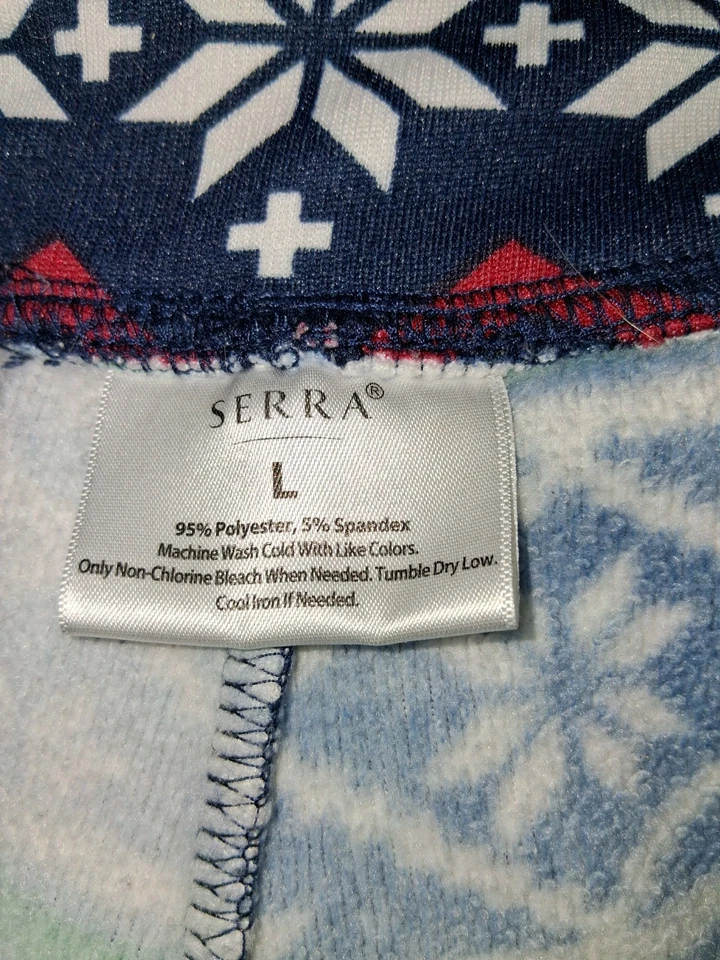 SERRA®
L
95% Polyester, 5% Spandex
Machine Wash Cold With Like Colors.
Only Non-Chlorine Bleach When Needed. Tumble Dry Low.
Cool Iron If Needed.